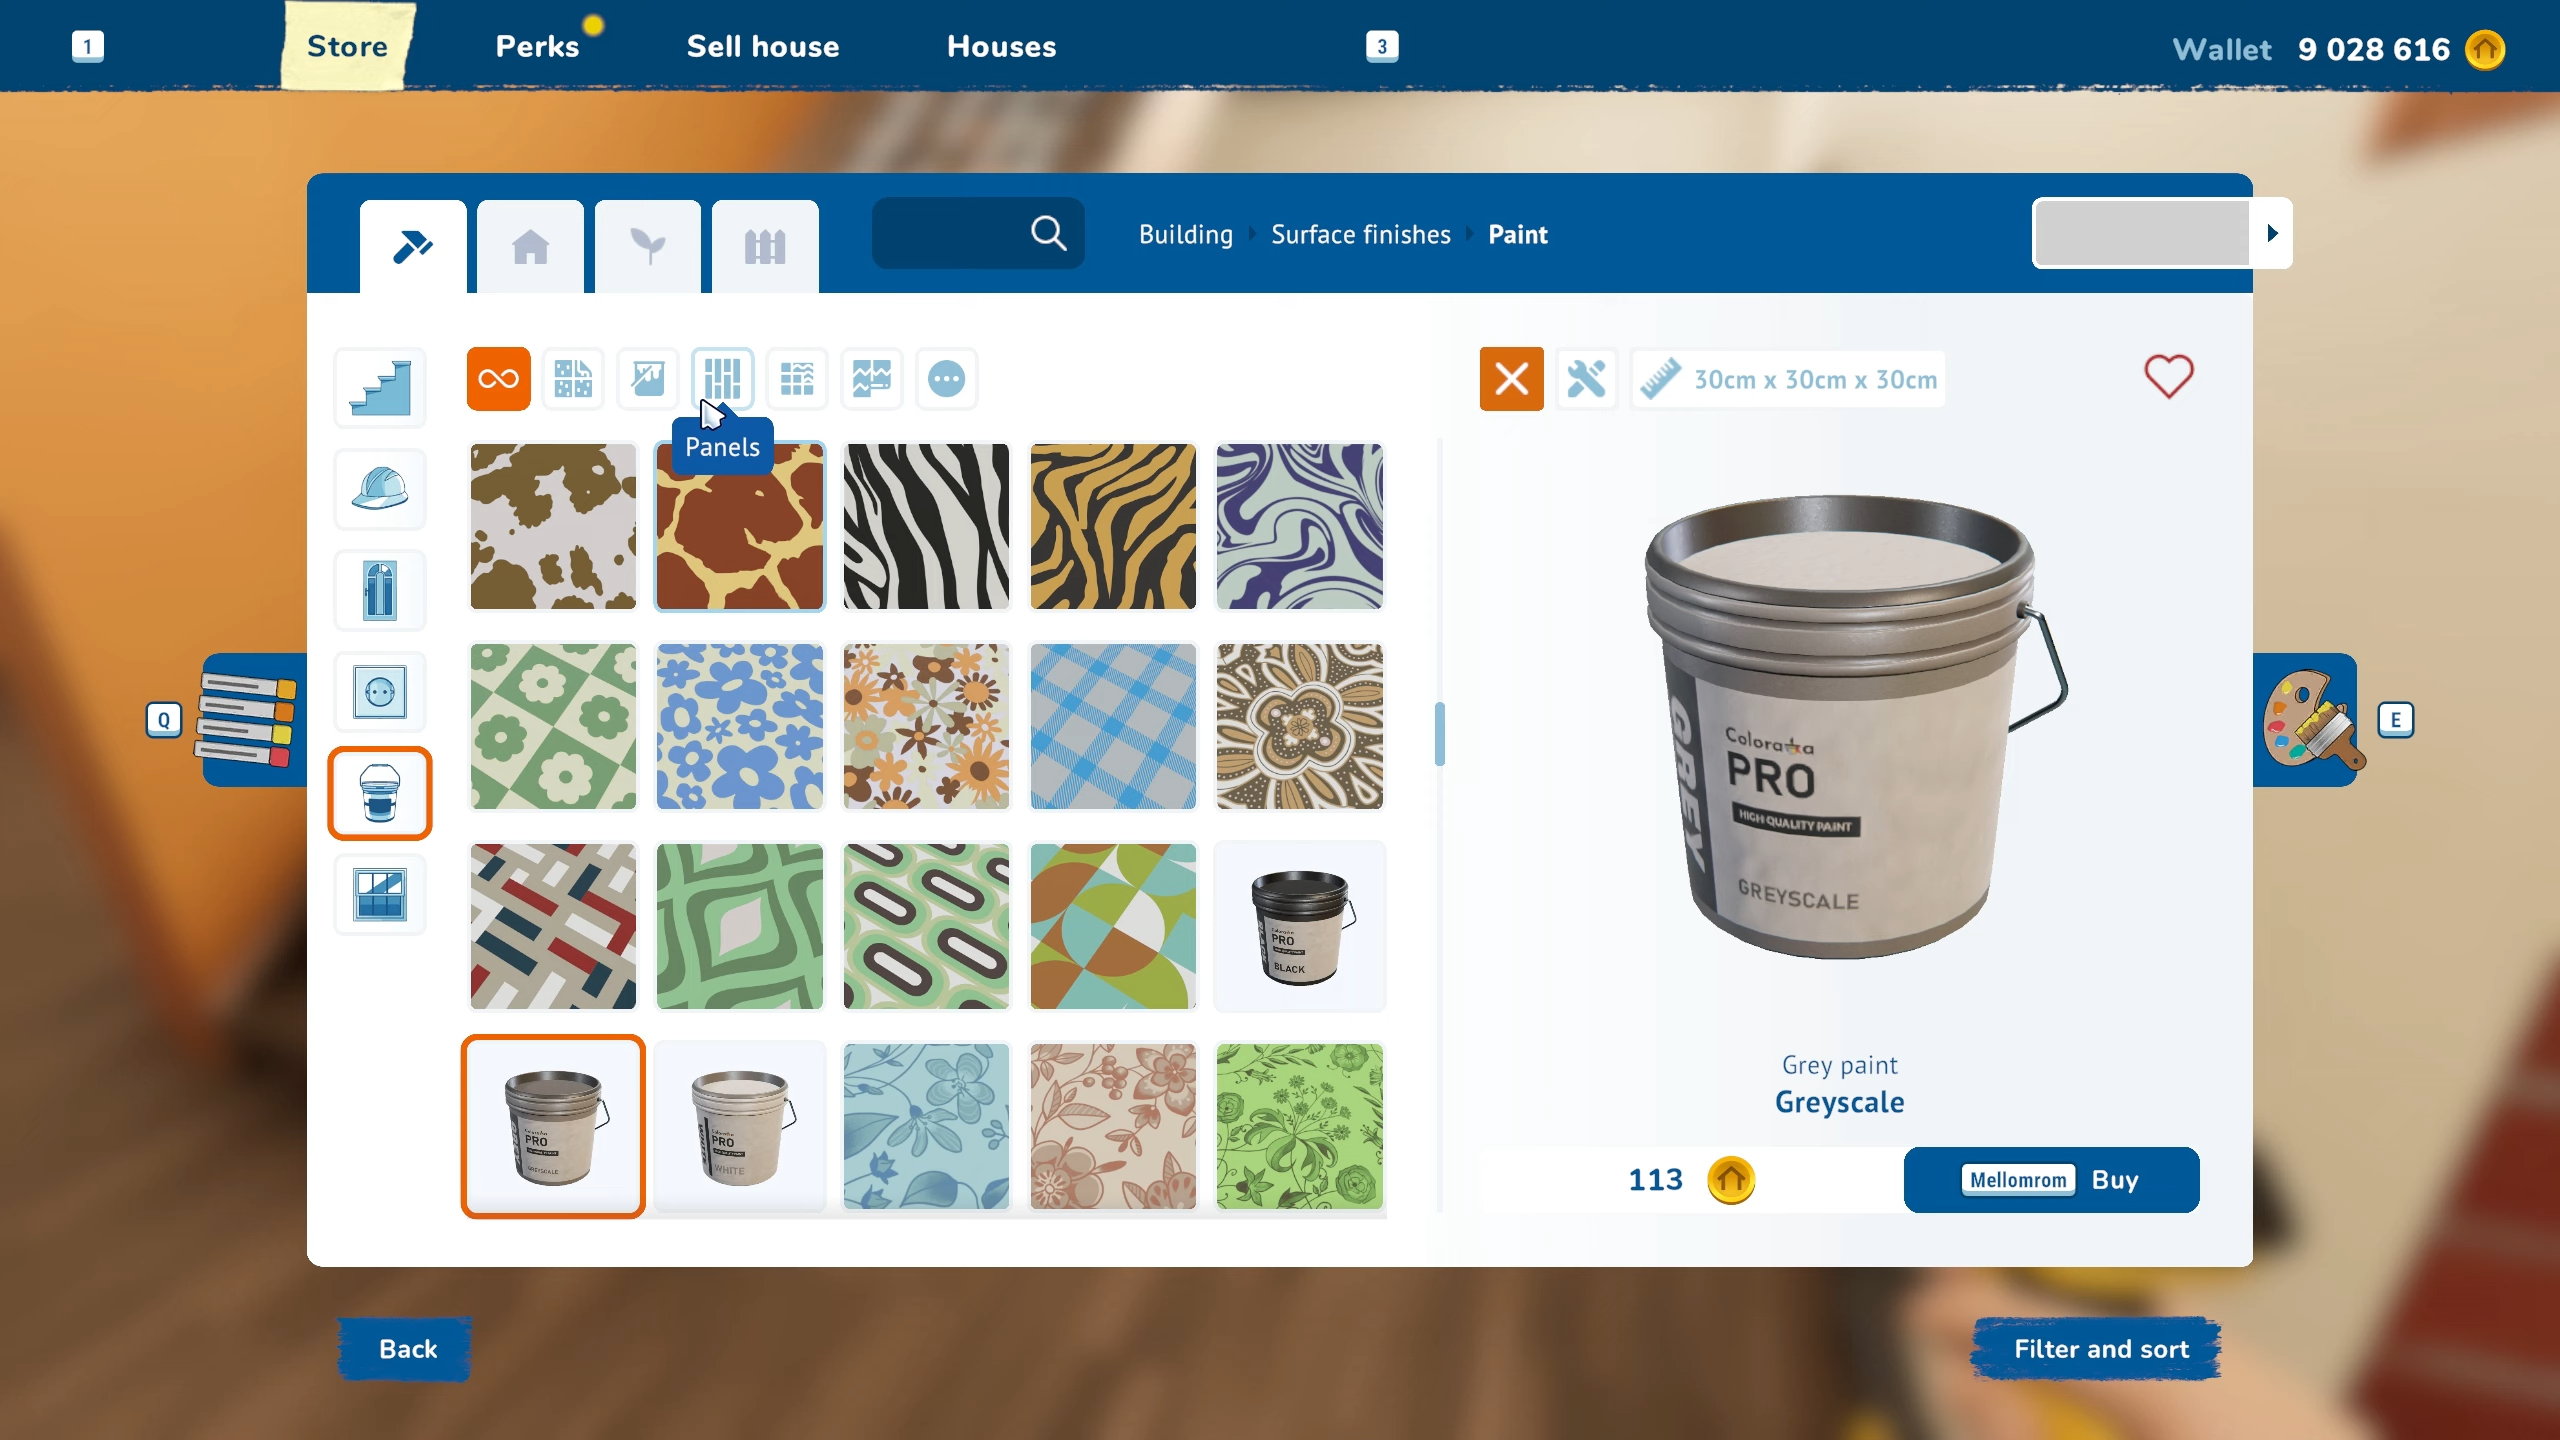 1
Store
Perks
Sell house
Houses
3
Wallet 9 028 616
Building
Surface finishes
Paint
30cm x 30cm x 30cm
Panels
Q
E
GREY
Colorama
PRO
HIGH QUALITY PAINT
GREYSCALE
PRO
BLACK
PRO
GREYSCALE
PRO
WHITE
Grey paint
Greyscale
113
Mellomrom Buy
Back
Filter and sort